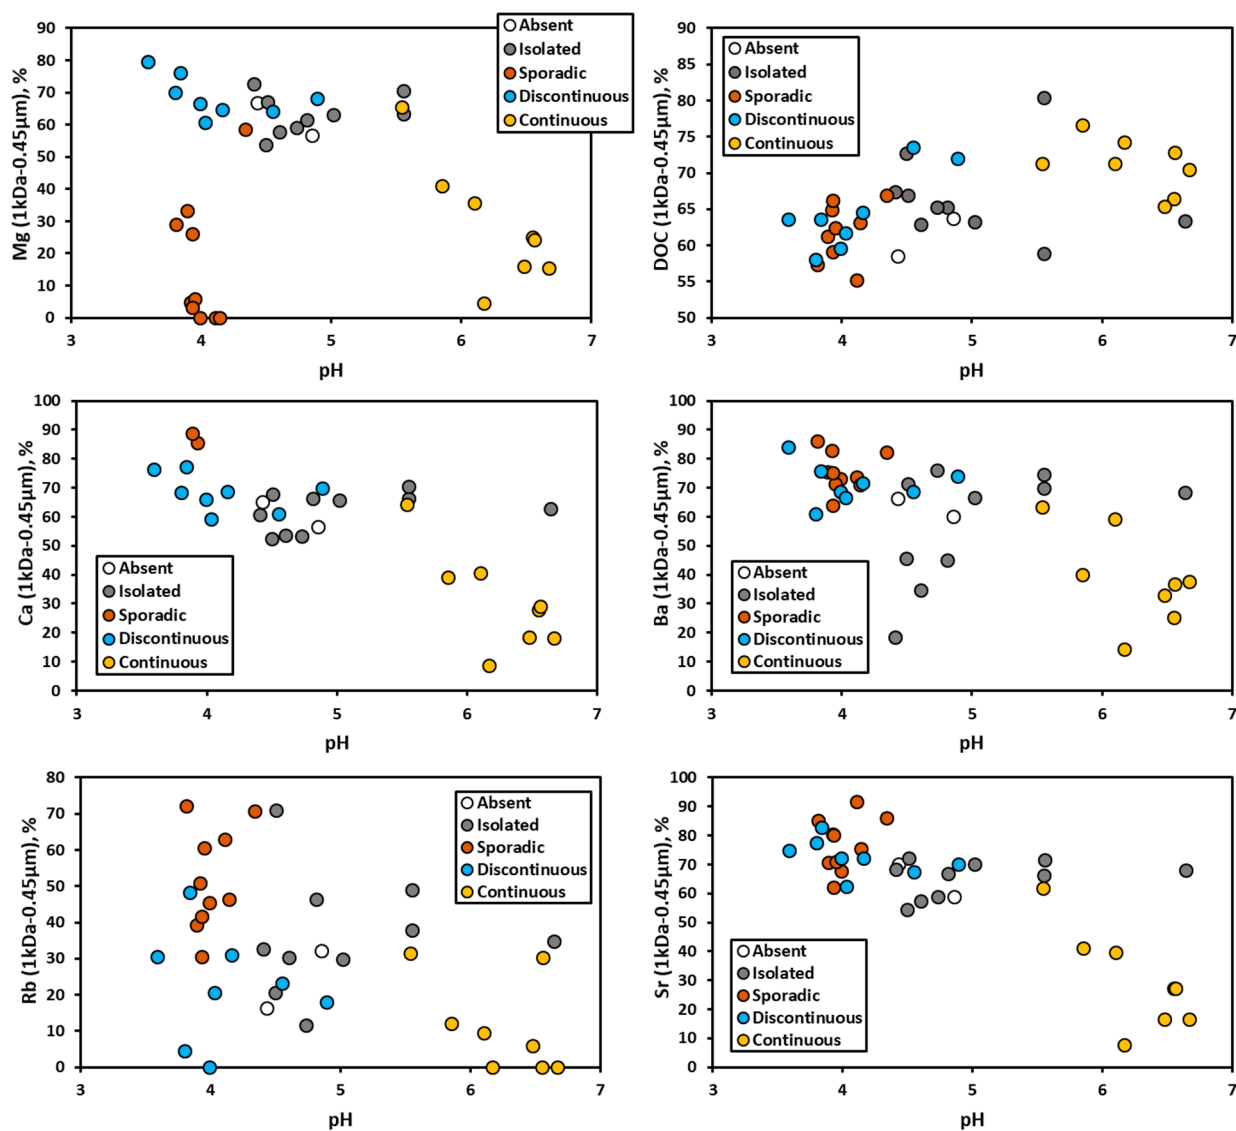 Mg (1kDa-0.45µm), %
90
80
70
60
50
40
30
20
10
0
3
4
5
6
7
pH
Absent
Isolated
Sporadic
Discontinuous
Continuous
DOC (1kDa-0.45µm), %
90
85
80
75
70
65
60
55
50
3
4
5
6
7
pH
Absent
Isolated
Sporadic
Discontinuous
Continuous
Ca (1kDa-0.45µm), %
100
90
80
70
60
50
40
30
20
10
0
3
4
5
6
7
pH
Absent
Isolated
Sporadic
Discontinuous
Continuous
Ba (1kDa-0.45µm), %
100
90
80
70
60
50
40
30
20
10
0
3
4
5
6
7
pH
Absent
Isolated
Sporadic
Discontinuous
Continuous
Rb (1kDa-0.45µm), %
80
70
60
50
40
30
20
10
0
3
4
5
6
7
pH
Absent
Isolated
Sporadic
Discontinuous
Continuous
Sr (1kDa-0.45µm), %
100
90
80
70
60
50
40
30
20
10
0
3
4
5
6
7
pH
Absent
Isolated
Sporadic
Discontinuous
Continuous